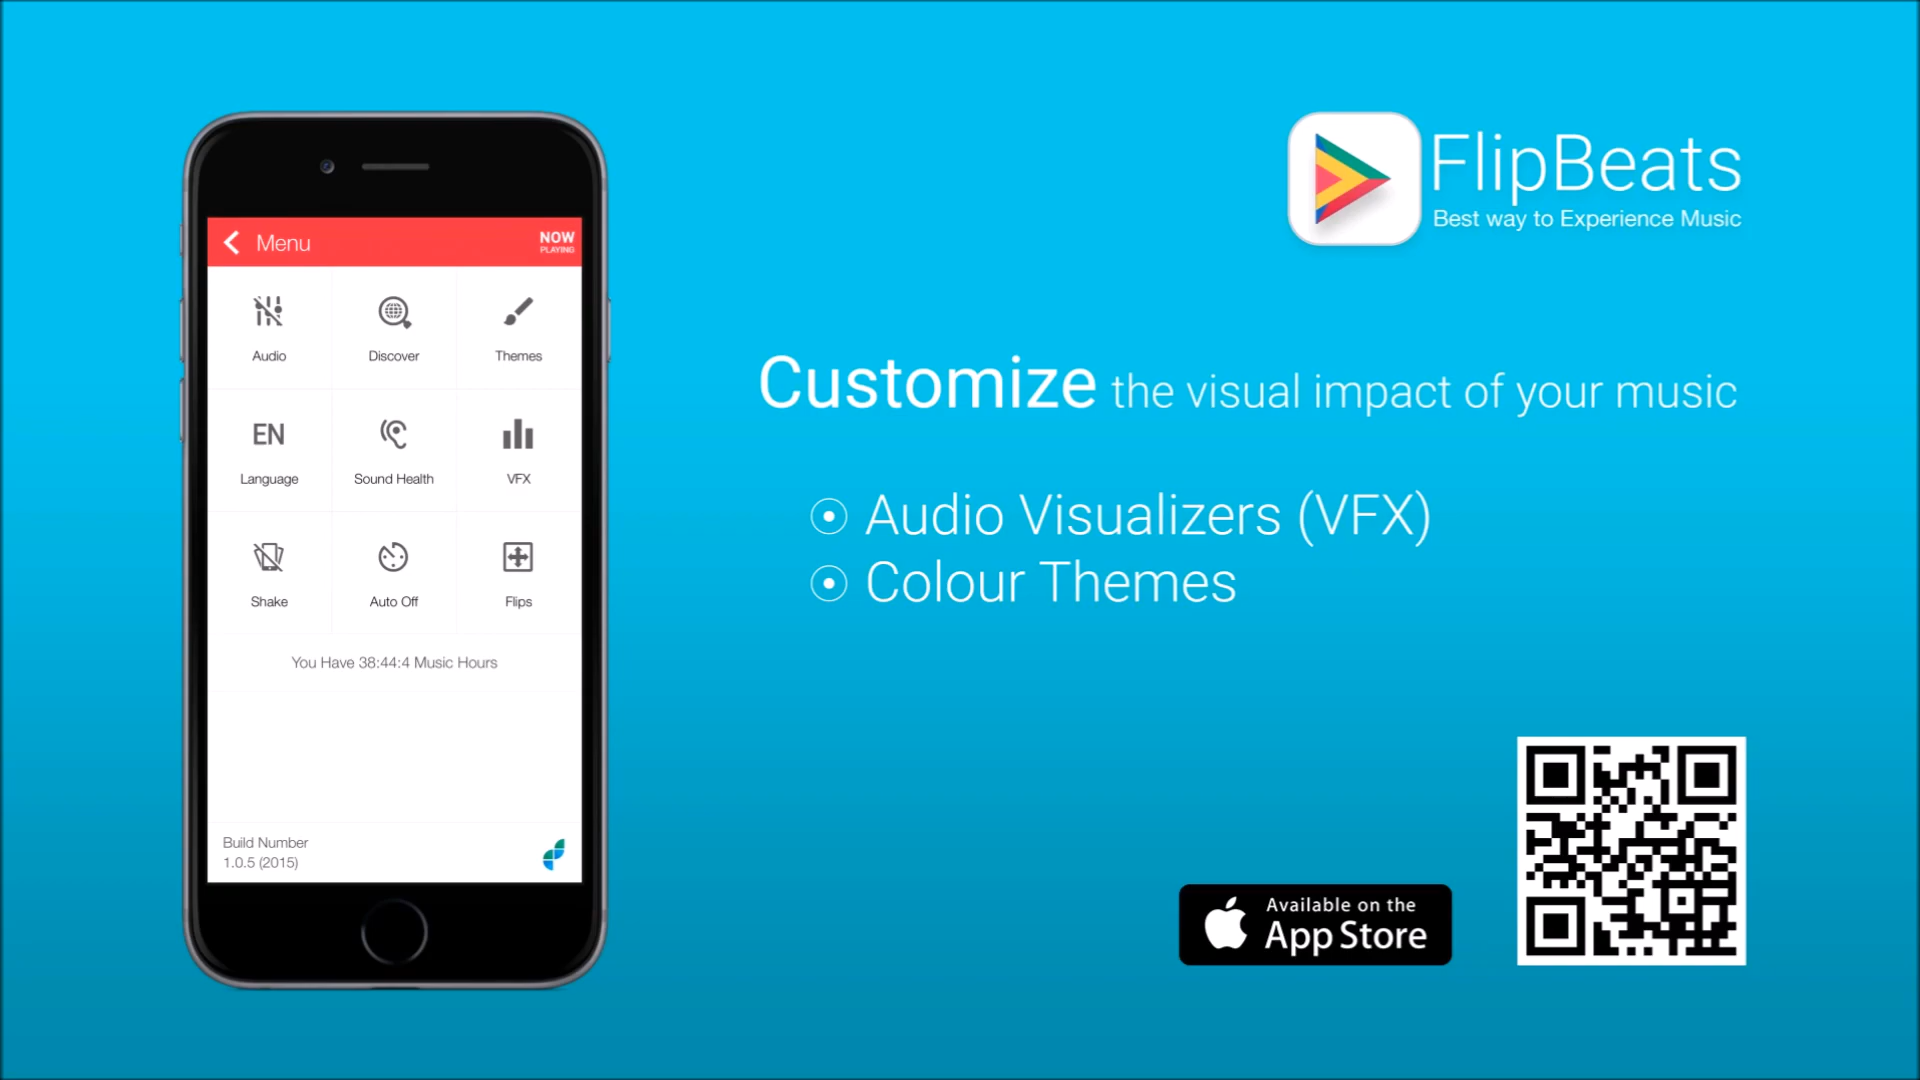 Menu
NOW
PLAYING
Audio
Discover
Themes
EN
Language
Sound Health
VFX
Shake
Auto Off
Flips
You Have 38:44:4 Music Hours
Build Number
1.0.5 (2015)
FlipBeats
Best way to Experience Music
Customize the visual impact of your music
Audio Visualizers (VFX)
Colour Themes
Available on the
App Store